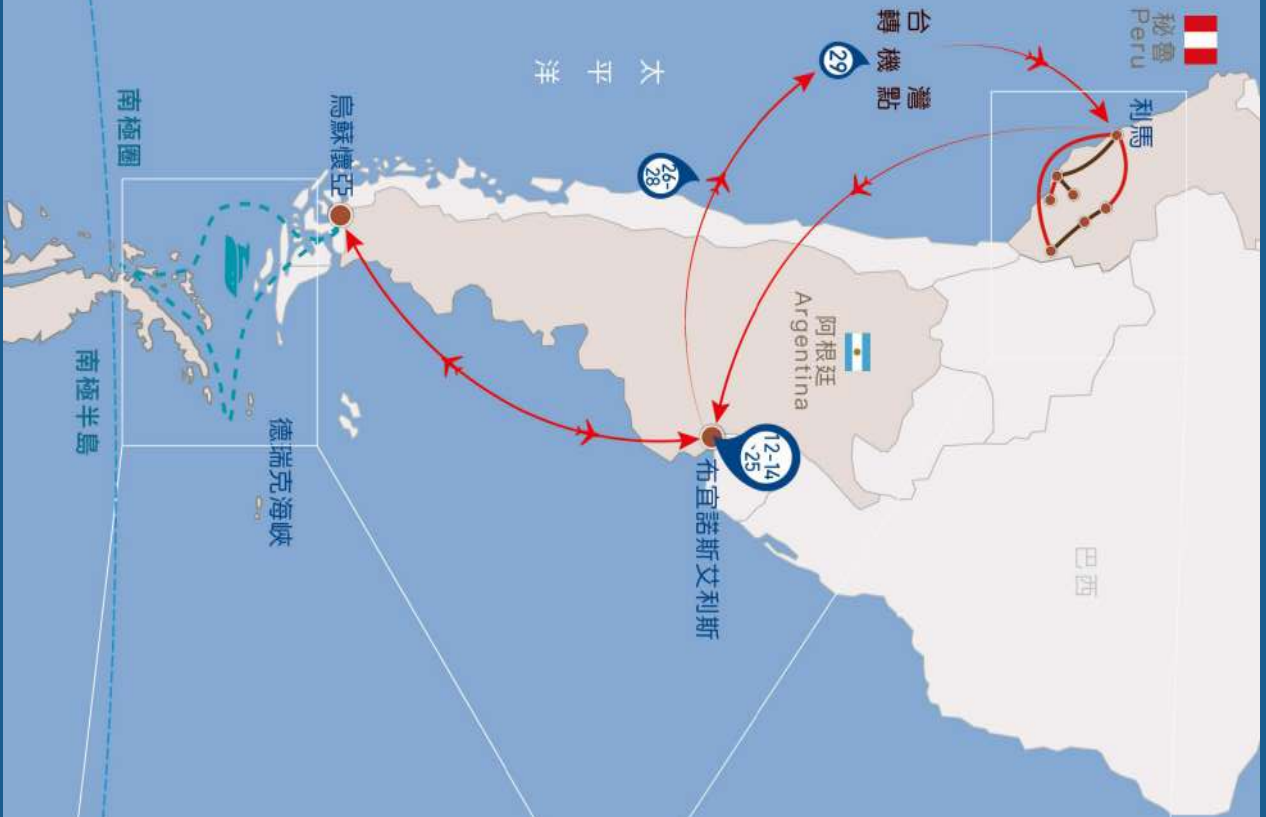 秘魯
Peru
利馬
巴西
台灣
轉機點
29
阿根廷
Argentina
12-14
、25
布宜諾斯艾利斯
26-
28
太平洋
烏蘇懷亞
德瑞克海峽
南極圈
南極半島